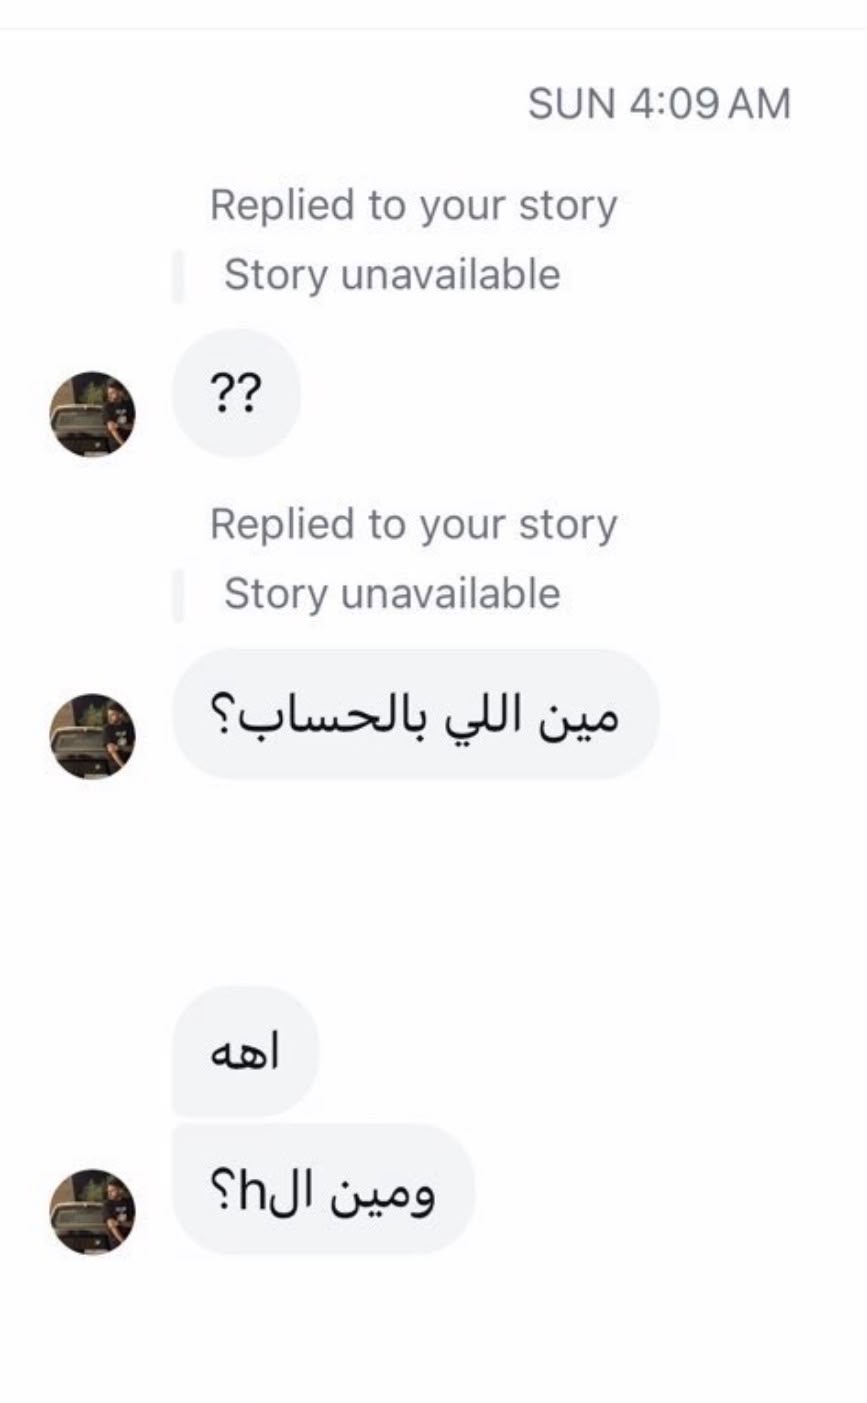 SUN 4:09 AM
Replied to your story
Story unavailable
??
Replied to your story
Story unavailable
مين اللي بالحساب؟
اهه
ومين الh؟